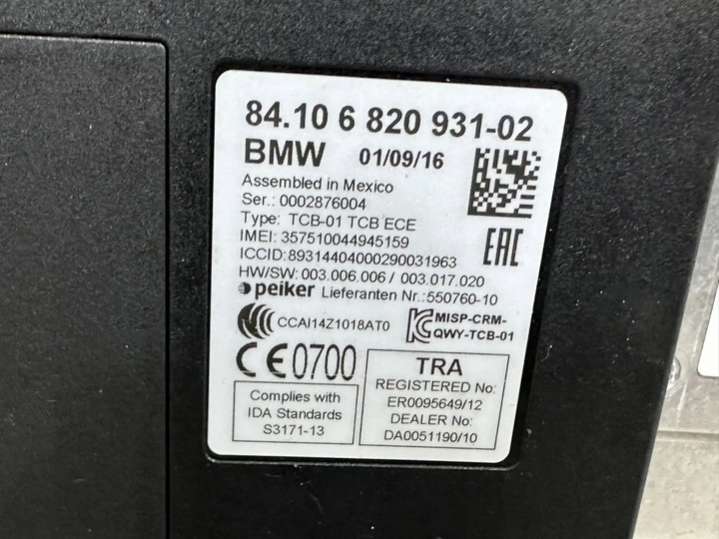 84.10 6 820 931-02
BMW 01/09/16
Assembled in Mexico
Ser.: 0002876004
Type: TCB-01 TCB ECE
IMEI: 357510044945159
ICCID:89314404000290031963
EAC
HW/SW: 003.006.006 / 003.017.020
peiker Lieferanten Nr.:550760-10
CCAI14Z1018AT0
MISP-CRM-
QWY-TCB-01
CE0700
Complies with
IDA Standards
S3171-13
TRA
REGISTERED No:
ER0095649/12
DEALER No:
DA0051190/10